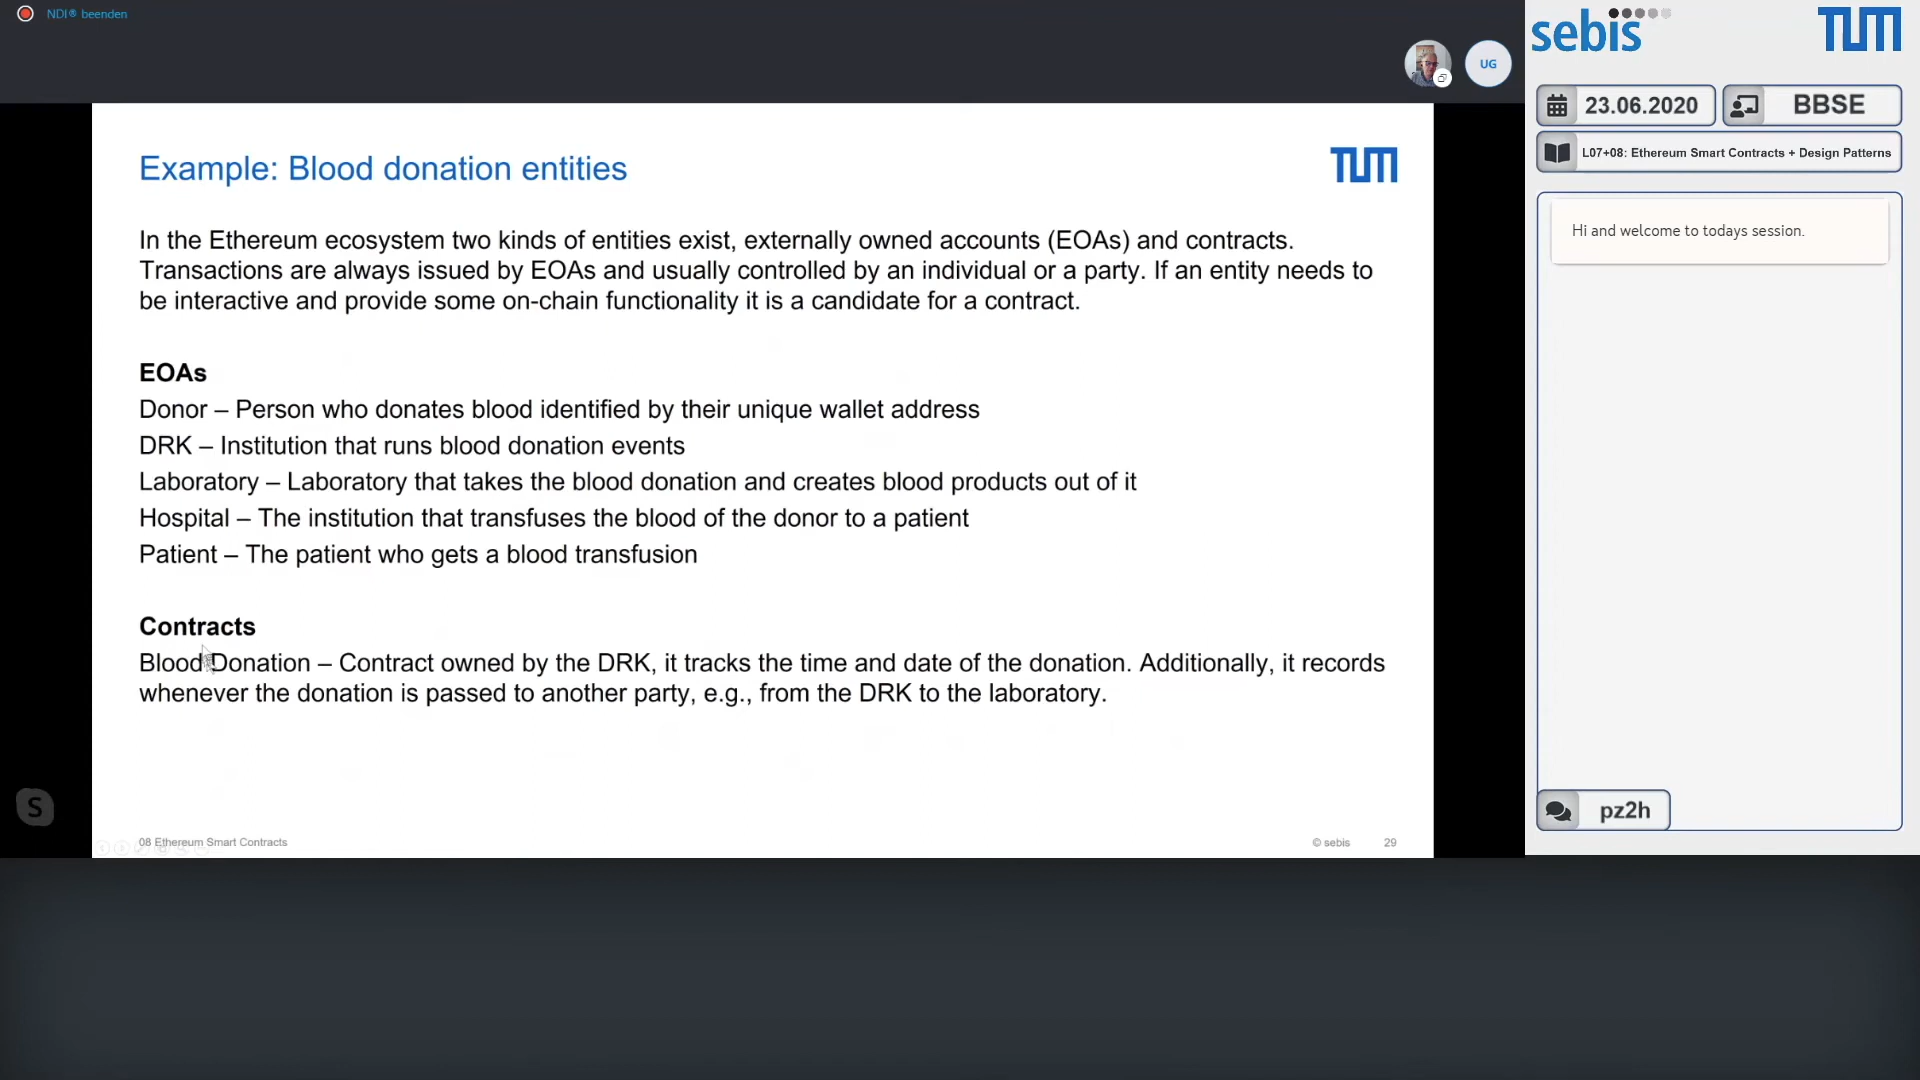 NDI® beenden
UG
sebis
TUM
23.06.2020
BBSE
L07+08: Ethereum Smart Contracts + Design Patterns
Hi and welcome to todays session.
pz2h
Example: Blood donation entities
TUM
In the Ethereum ecosystem two kinds of entities exist, externally owned accounts (EOAs) and contracts.
Transactions are always issued by EOAs and usually controlled by an individual or a party. If an entity needs to
be interactive and provide some on-chain functionality it is a candidate for a contract.
EOAs
Donor – Person who donates blood identified by their unique wallet address
DRK – Institution that runs blood donation events
Laboratory – Laboratory that takes the blood donation and creates blood products out of it
Hospital – The institution that transfuses the blood of the donor to a patient
Patient – The patient who gets a blood transfusion
Contracts
Blood Donation – Contract owned by the DRK, it tracks the time and date of the donation. Additionally, it records
whenever the donation is passed to another party, e.g., from the DRK to the laboratory.
S
08 Ethereum Smart Contracts
© sebis
29